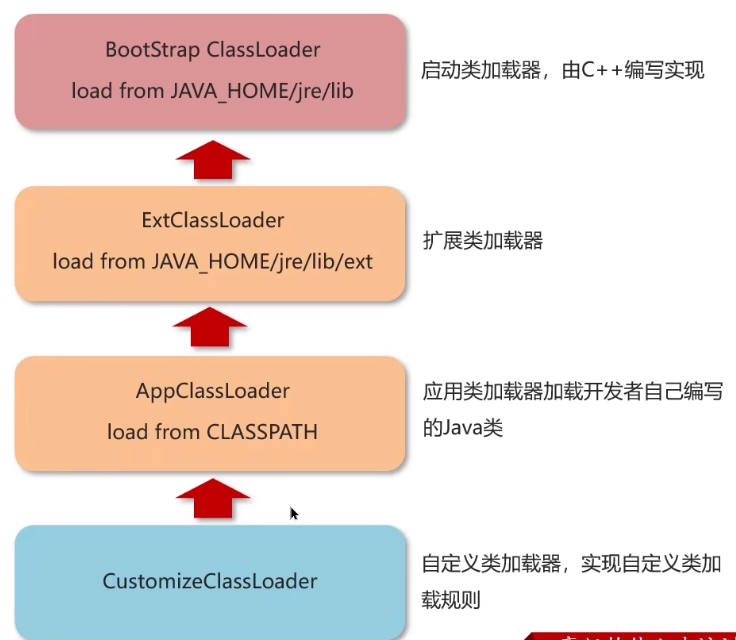 BootStrap ClassLoader
load from JAVA_HOME/jre/lib
启动类加载器，由C++编写实现
ExtClassLoader
load from JAVA_HOME/jre/lib/ext
扩展类加载器
AppClassLoader
load from CLASSPATH
应用类加载器加载开发者自己编写
的Java类
CustomizeClassLoader
自定义类加载器，实现自定义类加
载规则